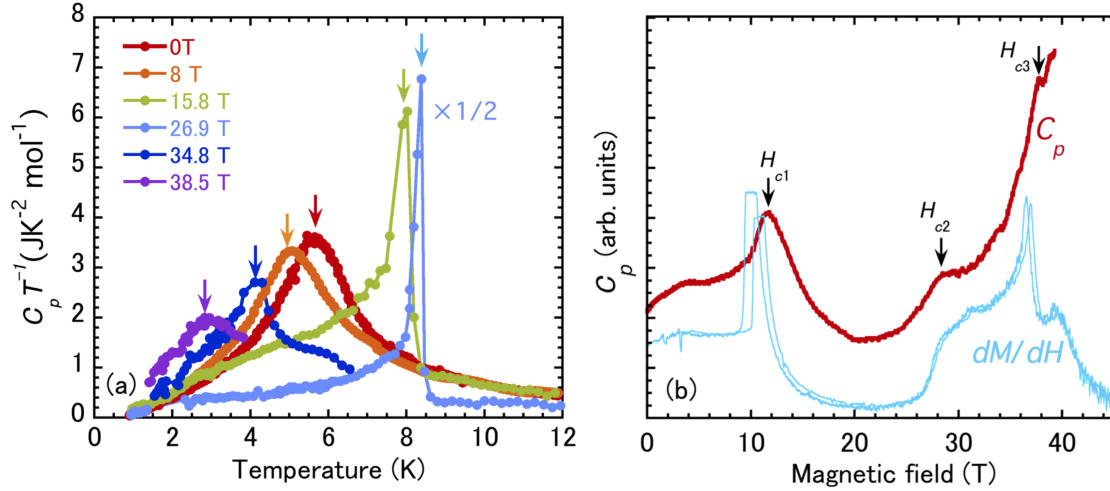 8
7
6
5
4
3
2
1
0
C_p T^-1 (JK^-2 mol^-1)
0T
8 T
15.8 T
26.9 T
34.8 T
38.5 T
×1/2
(a)
0 2 4 6 8 10 12
Temperature (K)
C_p (arb. units)
H_c1
H_c2
H_c3
C_p
dM/dH
(b)
0 10 20 30 40
Magnetic field (T)